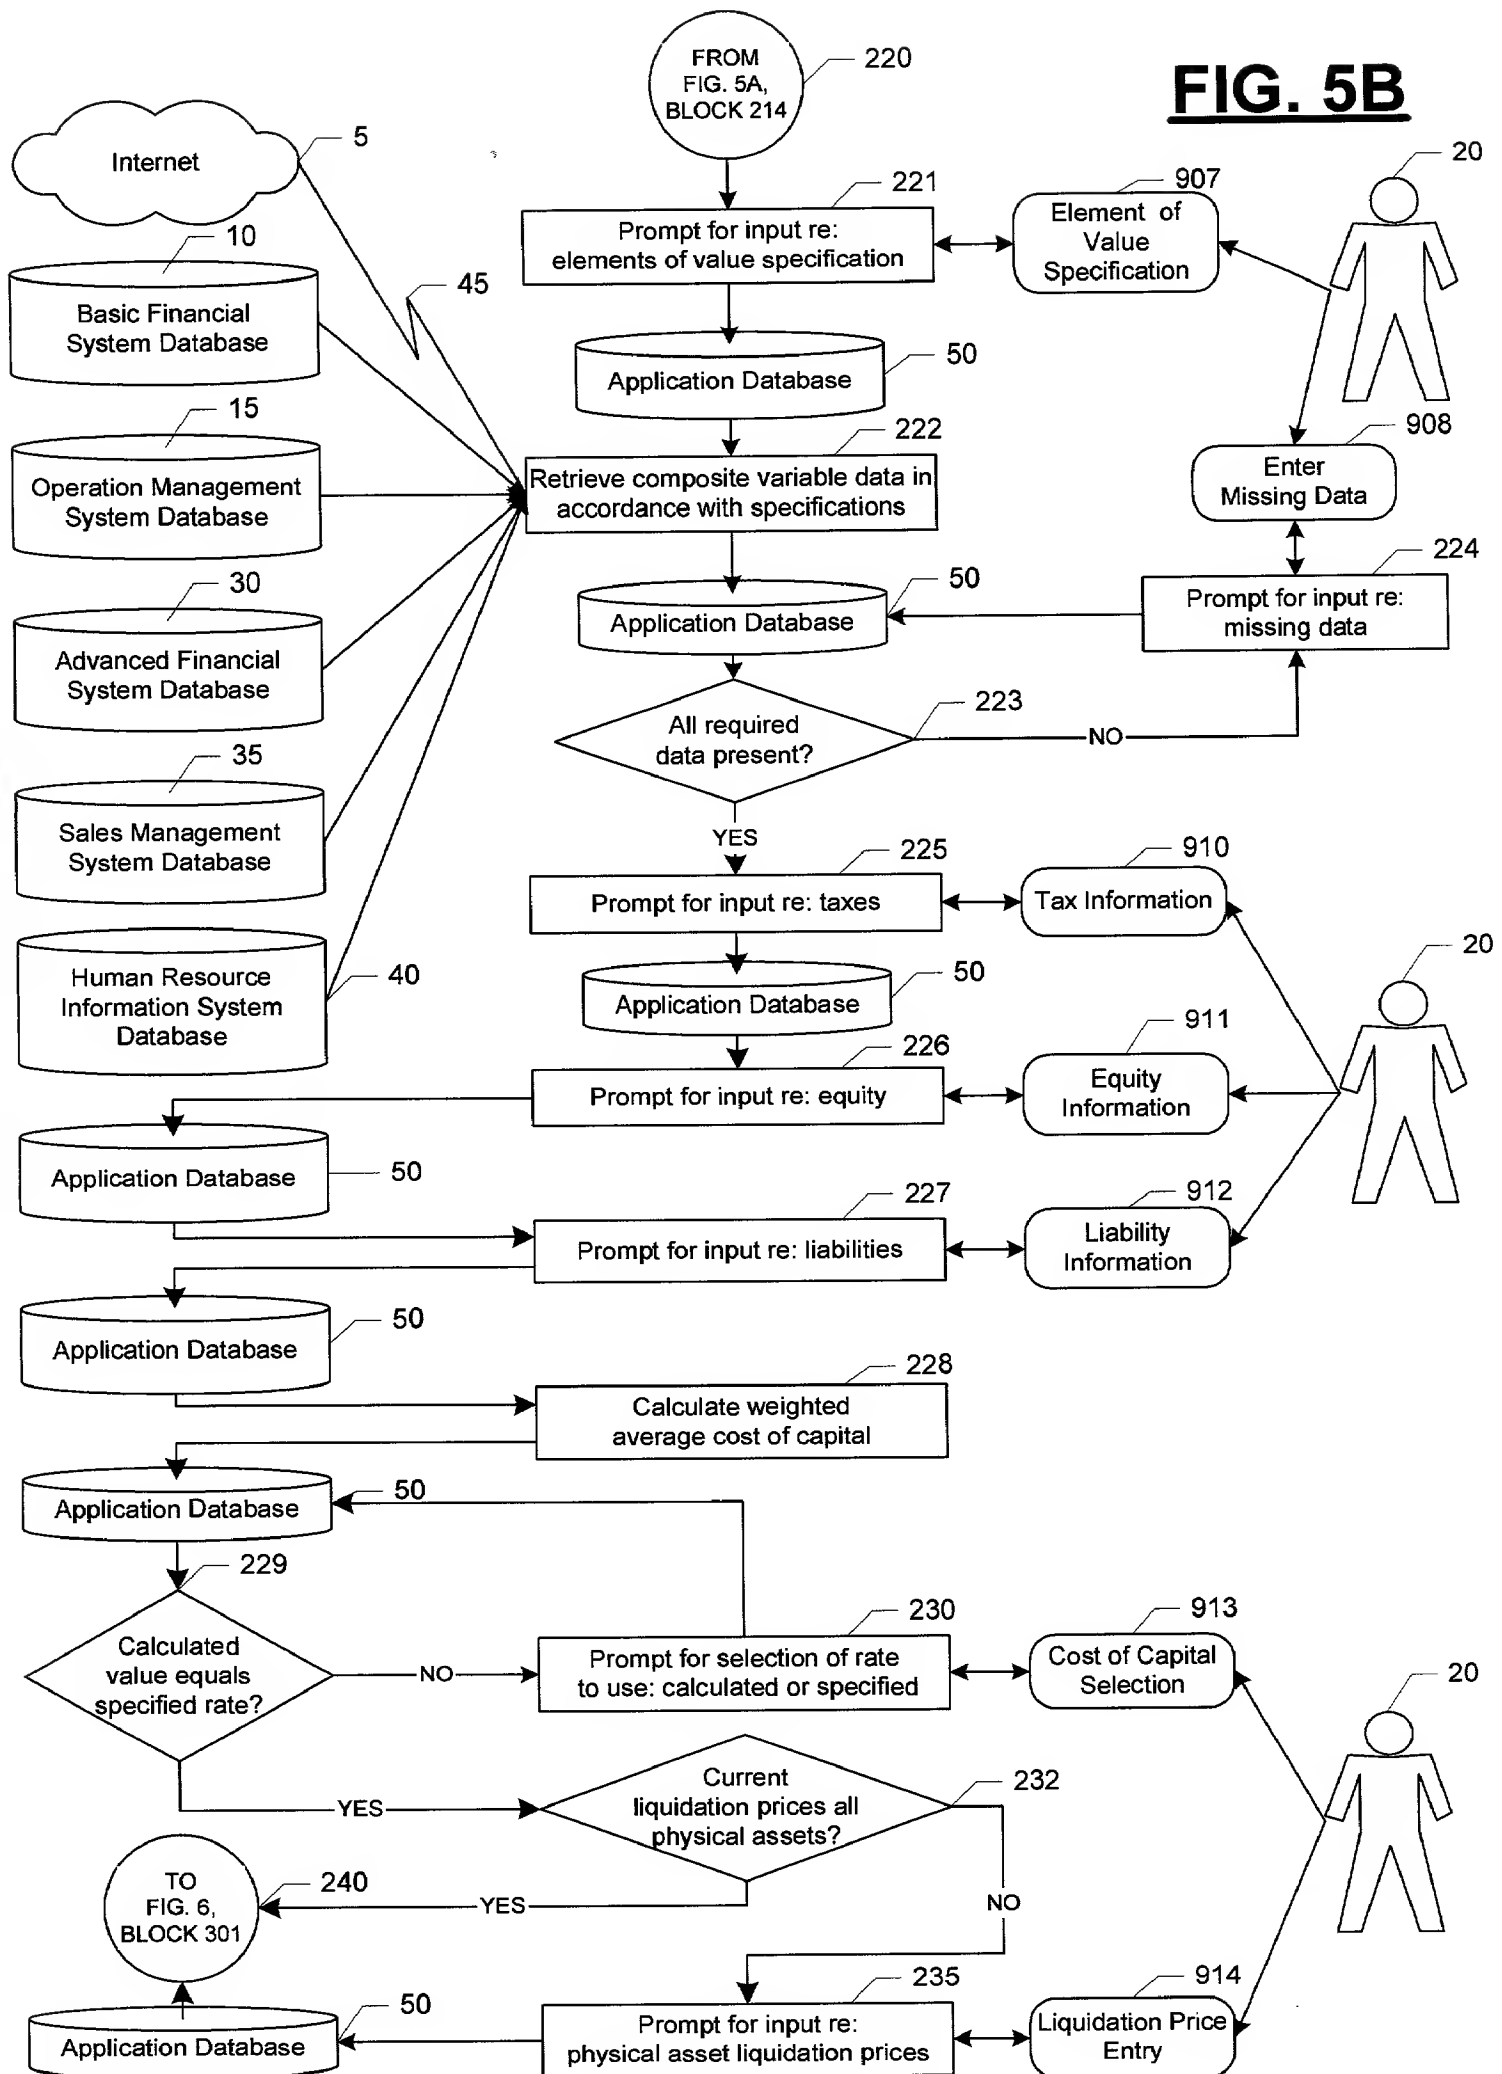 FIG. 5B
FROM
FIG. 5A,
BLOCK 214
220
Internet
5
221
Prompt for input re:
elements of value specification
907
Element of
Value
Specification
20
10
Basic Financial
System Database
45
50
Application Database
15
Operation Management
System Database
222
Retrieve composite variable data in
accordance with specifications
908
Enter
Missing Data
224
Prompt for input re:
missing data
50
Application Database
30
Advanced Financial
System Database
223
All required
data present?
NO
35
Sales Management
System Database
YES
225
Prompt for input re: taxes
910
Tax Information
20
40
Human Resource
Information System
Database
50
Application Database
226
Prompt for input re: equity
911
Equity
Information
50
Application Database
227
Prompt for input re: liabilities
912
Liability
Information
50
Application Database
228
Calculate weighted
average cost of capital
50
Application Database
229
Calculated
value equals
specified rate?
NO
230
Prompt for selection of rate
to use: calculated or specified
913
Cost of Capital
Selection
20
YES
Current
liquidation prices all
physical assets?
232
TO
FIG. 6,
BLOCK 301
240
YES
NO
235
Prompt for input re:
physical asset liquidation prices
914
Liquidation Price
Entry
50
Application Database